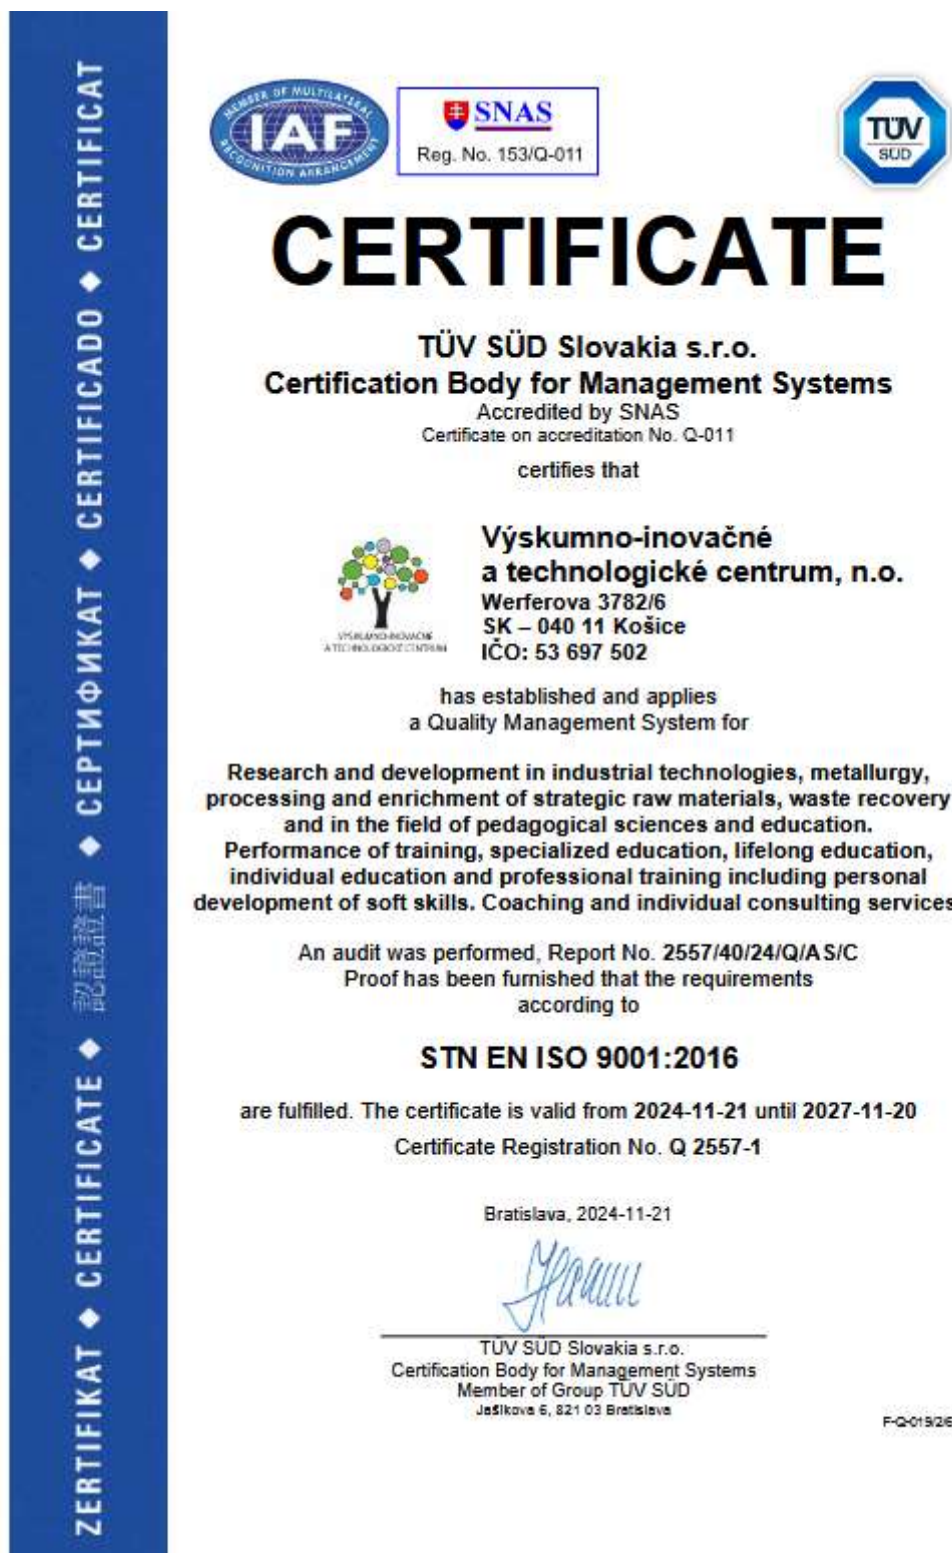 ZERTIFIKAT ◆ CERTIFICATE ◆ 認證證書 ◆ СЕРТИФИКАТ ◆ CERTIFICADO ◆ CERTIFICAT
MEMBER OF MULTILATERAL
IAF
RECOGNITION ARRANGEMENT
SNAS
Reg. No. 153/Q-011
TÜV
SÜD
CERTIFICATE
TÜV SÜD Slovakia s.r.o.
Certification Body for Management Systems
Accredited by SNAS
Certificate on accreditation No. Q-011
certifies that
VÝSKUMNO-INOVAČNÉ
A TECHNOLOGICKÉ CENTRUM
Výskumno-inovačné
a technologické centrum, n.o.
Werferova 3782/6
SK – 040 11 Košice
IČO: 53 697 502
has established and applies
a Quality Management System for
Research and development in industrial technologies, metallurgy,
processing and enrichment of strategic raw materials, waste recovery
and in the field of pedagogical sciences and education.
Performance of training, specialized education, lifelong education,
individual education and professional training including personal
development of soft skills. Coaching and individual consulting services
An audit was performed, Report No. 2557/40/24/Q/AS/C
Proof has been furnished that the requirements
according to
STN EN ISO 9001:2016
are fulfilled. The certificate is valid from 2024-11-21 until 2027-11-20
Certificate Registration No. Q 2557-1
Bratislava, 2024-11-21
TÜV SÜD Slovakia s.r.o.
Certification Body for Management Systems
Member of Group TÜV SÜD
Jašíkova 6, 821 03 Bratislava